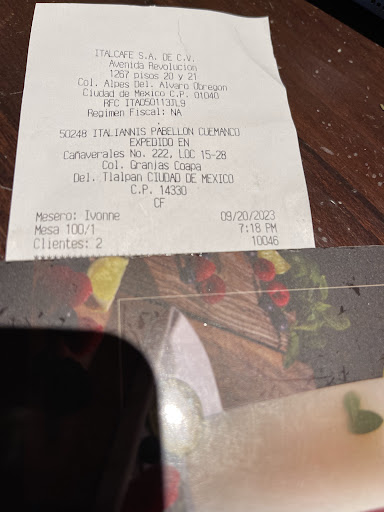 ITALCAFE S.A. DE C.V.
Avenida Revolucion
1267 pisos 20 y 21
Col. Alpes Del. Alvaro Obregon
Ciudad de Mexico C.P. 01040
RFC ITA050113JL9
Regimen Fiscal: NA
50248 ITALIANNIS PABELLON CUEMANCO
EXPEDIDO EN
Cañaverales No. 222, LOC 15-28
Col. Granjas Coapa
Del. Tlalpan CIUDAD DE MEXICO
C.P. 14330
CF
Mesero: Ivonne 09/20/2023
Mesa 100/1 7:18 PM
Clientes: 2 10046